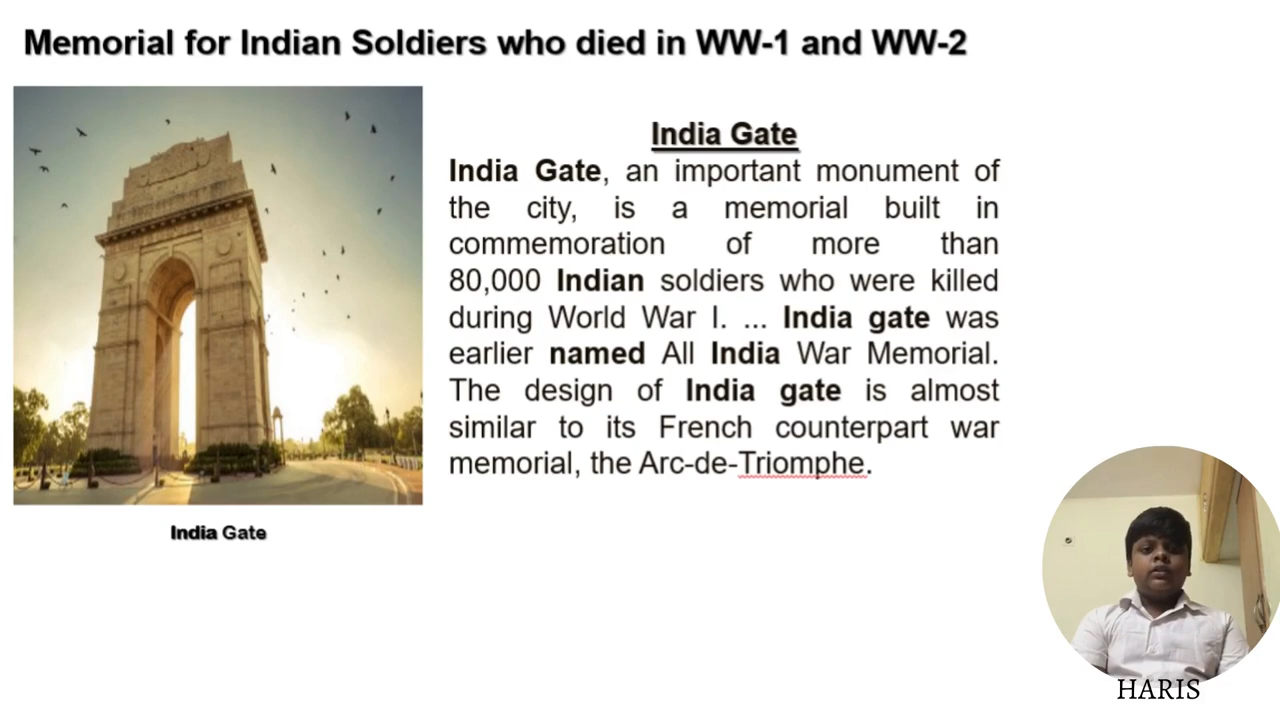 Memorial for Indian Soldiers who died in WW-1 and WW-2
India Gate
India Gate, an important monument of
the city, is a memorial built in
commemoration of more than
80,000 Indian soldiers who were killed
during World War I. ... India gate was
earlier named All India War Memorial.
The design of India gate is almost
similar to its French counterpart war
memorial, the Arc-de-Triomphe.
India Gate
HARIS